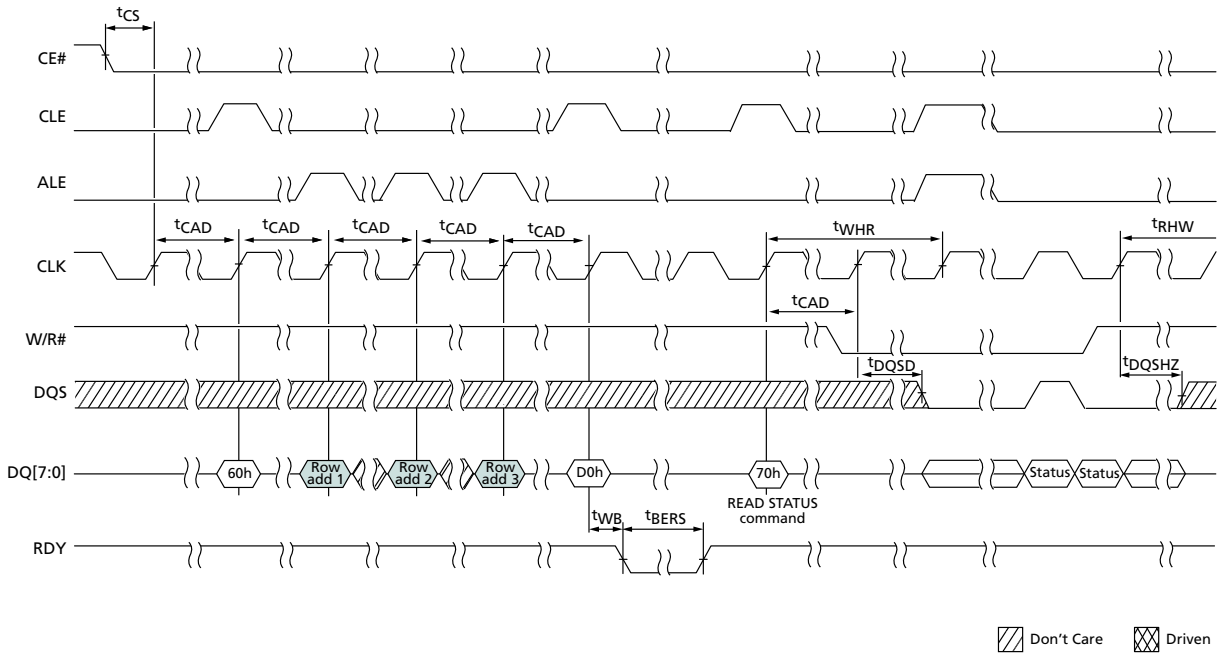 tCS
CE#
CLE
ALE
tCAD tCAD tCAD tCAD tCAD tWHR tRHW
CLK
tCAD
W/R#
tDQSD tDQSHZ
DQS
DQ[7:0] 60h Row add 1 Row add 2 Row add 3 D0h 70h Status Status
READ STATUS
command
tWB tBERS
RDY
Don't Care Driven